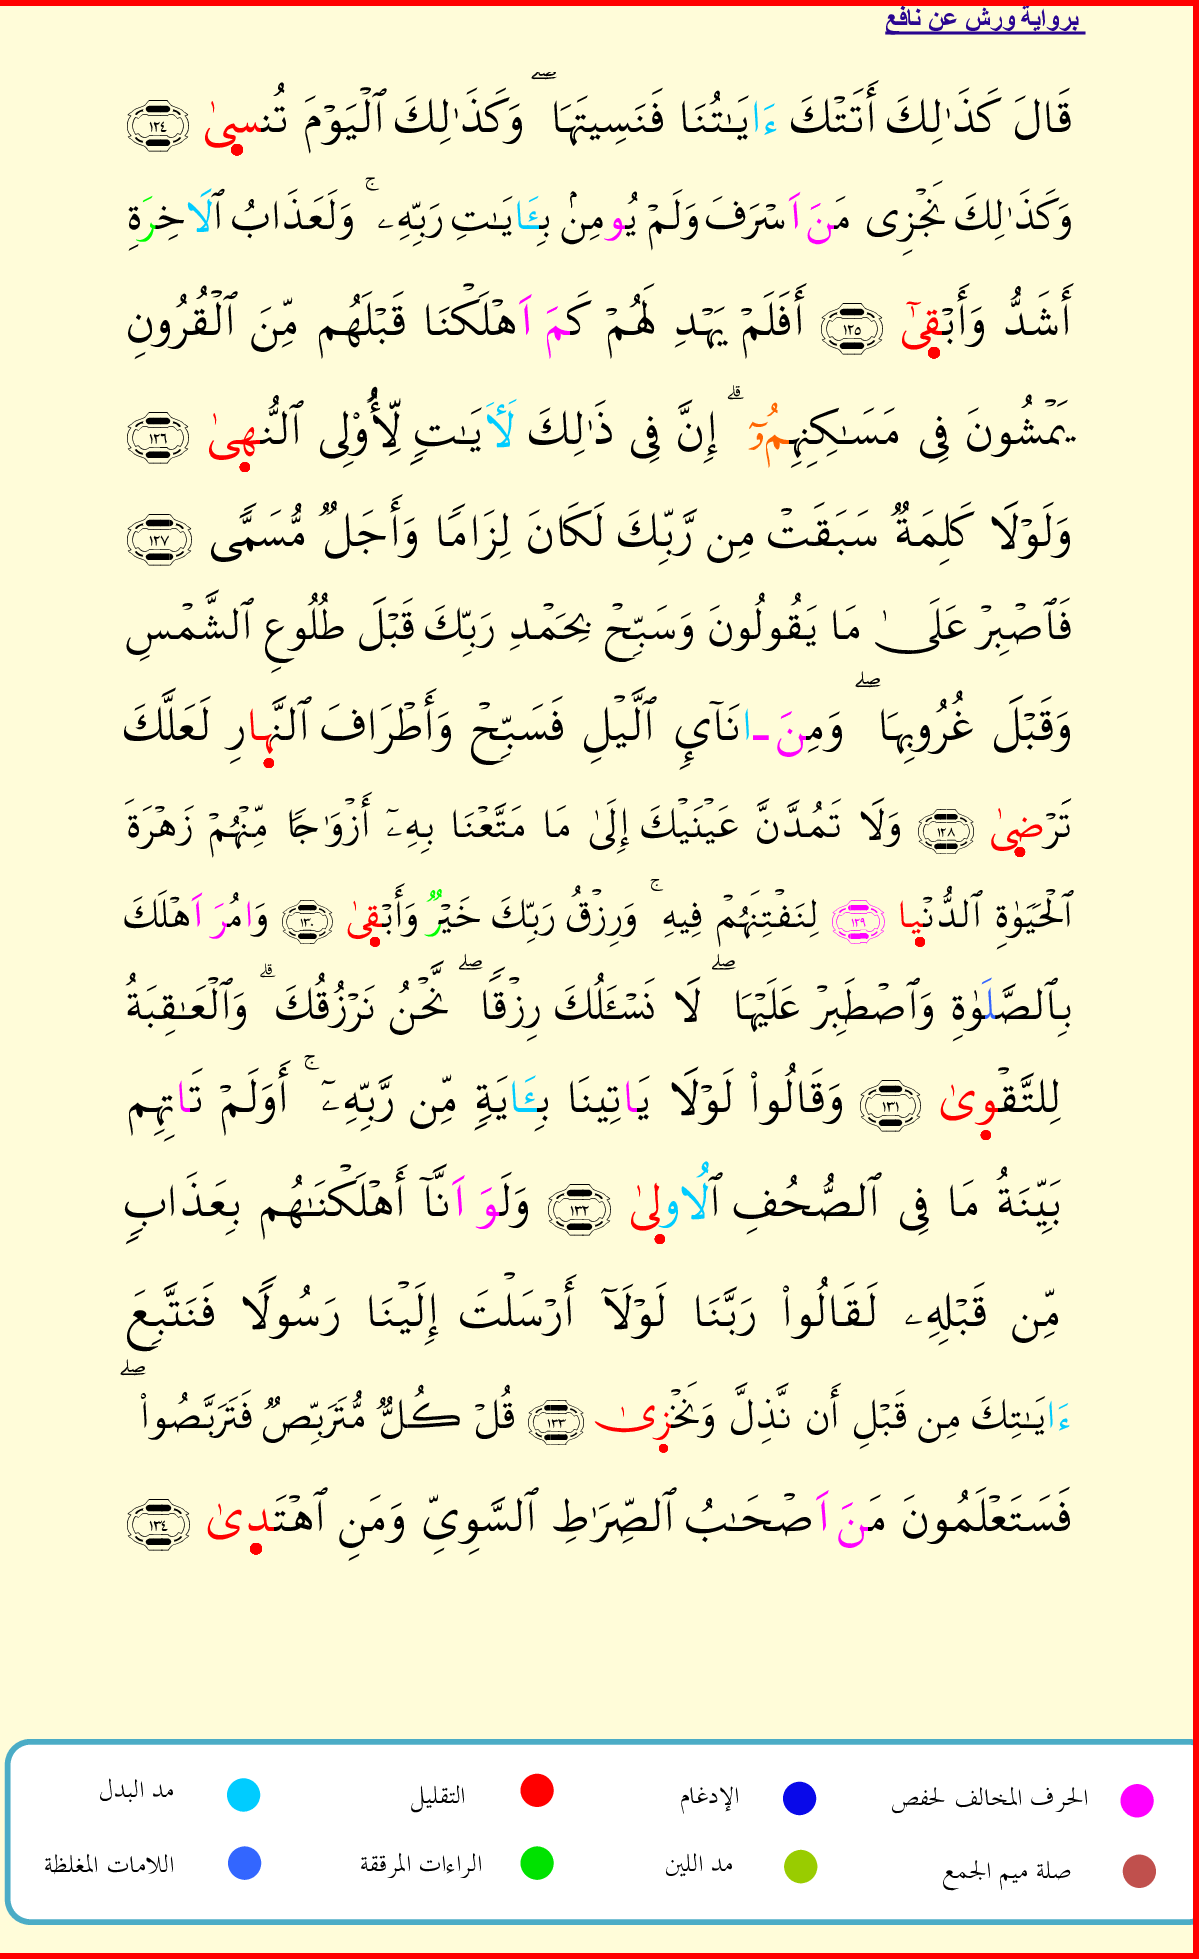 برواية ورش عن نافع
قَالَ كَذَٰلِكَ أَتَتْكَ ءَايَٰتُنَا فَنَسِيتَهَا ۖ وَكَذَٰلِكَ ٱلْيَوْمَ تُنسىٰ ١٢٤
وَكَذَٰلِكَ نَجْزِى مَنَ اَسْرَفَ وَلَمْ يُومِنۢ بِـَٔايَٰتِ رَبِّهِۦ ۚ وَلَعَذَابُ ٱلَاخِرَةِ
أَشَدُّ وَأَبْقىٰٓ ١٢٥ أَفَلَمْ يَهْدِ لَهُمْ كَمَ اَهْلَكْنَا قَبْلَهُم مِّنَ ٱلْقُرُونِ
يَمْشُونَ فِى مَسَٰكِنِهِمُۥٓ ۗ إِنَّ فِى ذَٰلِكَ لَأٓيَٰتٍ لِّأُوْلِى ٱلنُّهىٰ ١٢٦
وَلَوْلَا كَلِمَةٌ سَبَقَتْ مِن رَّبِّكَ لَكَانَ لِزَامًا وَأَجَلٌ مُّسَمًّى ١٢٧
فَٱصْبِرْ عَلَىٰ مَا يَقُولُونَ وَسَبِّحْ بِحَمْدِ رَبِّكَ قَبْلَ طُلُوعِ ٱلشَّمْسِ
وَقَبْلَ غُرُوبِهَا ۖ وَمِنَ ـانَآىِٕ ٱلَّيْلِ فَسَبِّحْ وَأَطْرَافَ ٱلنَّهارِ لَعَلَّكَ
تَرْضىٰ ١٢٨ وَلَا تَمُدَّنَّ عَيْنَيْكَ إِلَىٰ مَا مَتَّعْنَا بِهِۦٓ أَزْوَٰجًا مِّنْهُمْ زَهْرَةَ
ٱلْحَيَوٰةِ ٱلدُّنْيا ١٢٩ لِنَفْتِنَهُمْ فِيهِ ۚ وَرِزْقُ رَبِّكَ خَيْرٌ وَأَبْقىٰ ١٣٠ وَامُرَ اَهْلَكَ
بِٱلصَّلَوٰةِ وَٱصْطَبِرْ عَلَيْهَا ۖ لَا نَسْـَٔلُكَ رِزْقًا ۖ نَّحْنُ نَرْزُقُكَ ۗ وَٱلْعَٰقِبَةُ
لِلتَّقْوىٰ ١٣١ وَقَالُوا۟ لَوْلَا يَاتِينَا بِـَٔايَةٍ مِّن رَّبِّهِۦٓ ۚ أَوَلَمْ تَاتِهِم
بَيِّنَةُ مَا فِى ٱلصُّحُفِ ٱلُاولىٰ ١٣٢ وَلَوَ اَنَّآ أَهْلَكْنَٰهُم بِعَذَابٍ
مِّن قَبْلِهِۦ لَقَالُوا۟ رَبَّنَا لَوْلَآ أَرْسَلْتَ إِلَيْنَا رَسُولًا فَنَتَّبِعَ
ءَايَٰتِكَ مِن قَبْلِ أَن نَّذِلَّ وَنَخْزىٰ ١٣٣ قُلْ كُلٌّ مُّتَرَبِّصٌ فَتَرَبَّصُوا۟ ۖ
فَسَتَعْلَمُونَ مَنَ اَصْحَٰبُ ٱلصِّرَٰطِ ٱلسَّوِىِّ وَمَنِ ٱهْتَدىٰ ١٣٤
الحرف المخالف لحفص الإدغام التقليل مد البدل
صلة ميم الجمع مد اللين الراءات المرققة اللامات المغلظة